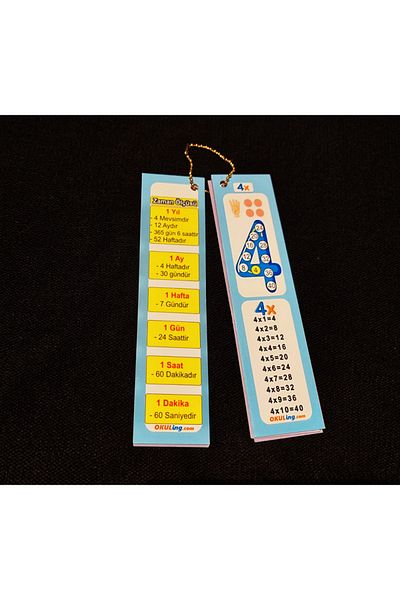 Zaman Ölçüsü
1 Yıl
- 4 Mevsimdir
- 12 Aydır
- 365 gün 6 saattir
- 52 Haftadır
1 Ay
- 4 Haftadır
- 30 gündür
1 Hafta
- 7 Gündür
1 Gün
- 24 Saattir
1 Saat
- 60 Dakikadır
1 Dakika
- 60 Saniyedir
OKULing.com
4x
4x
4x1=4
4x2=8
4x3=12
4x4=16
4x5=20
4x6=24
4x7=28
4x8=32
4x9=36
4x10=40
OKULing.com